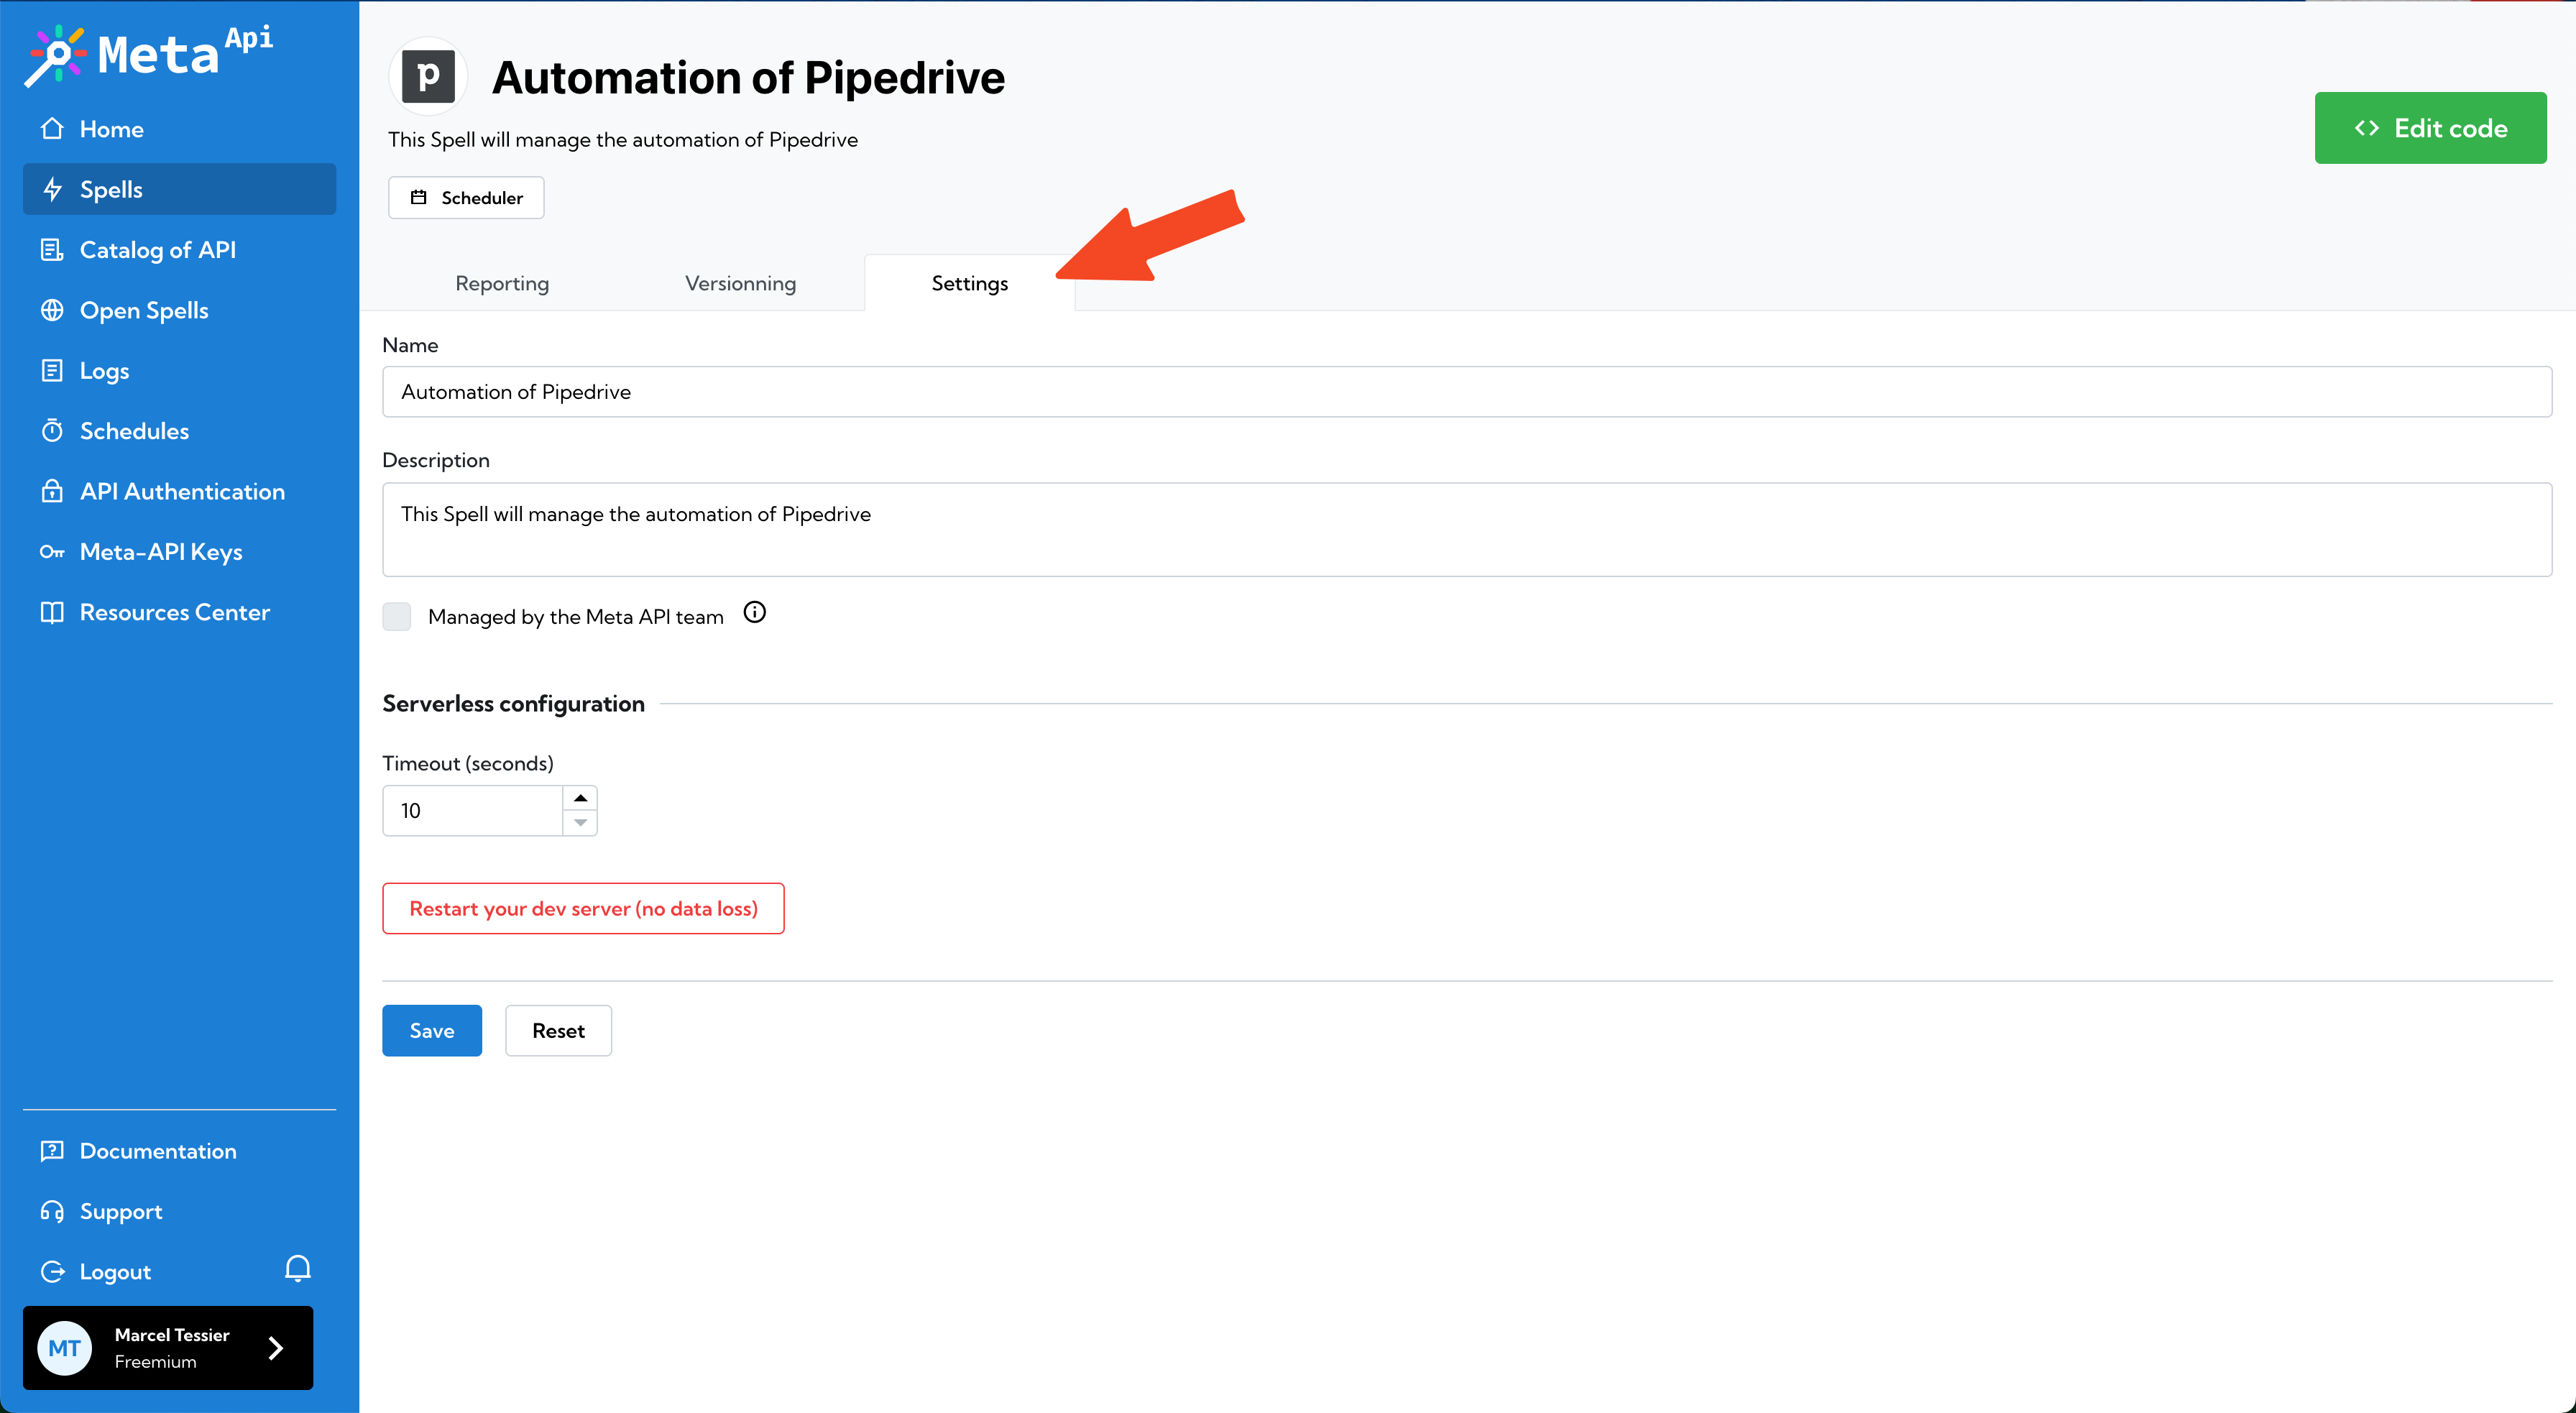 Meta Api
Home
Spells
Catalog of API
Open Spells
Logs
Schedules
API Authentication
Meta-API Keys
Resources Center
Documentation
Support
Logout
MT
Marcel Tessier
Freemium
p
Automation of Pipedrive
This Spell will manage the automation of Pipedrive
Scheduler
<> Edit code
Reporting
Versionning
Settings
Name
Automation of Pipedrive
Description
This Spell will manage the automation of Pipedrive
Managed by the Meta API team
Serverless configuration
Timeout (seconds)
10
Restart your dev server (no data loss)
Save
Reset